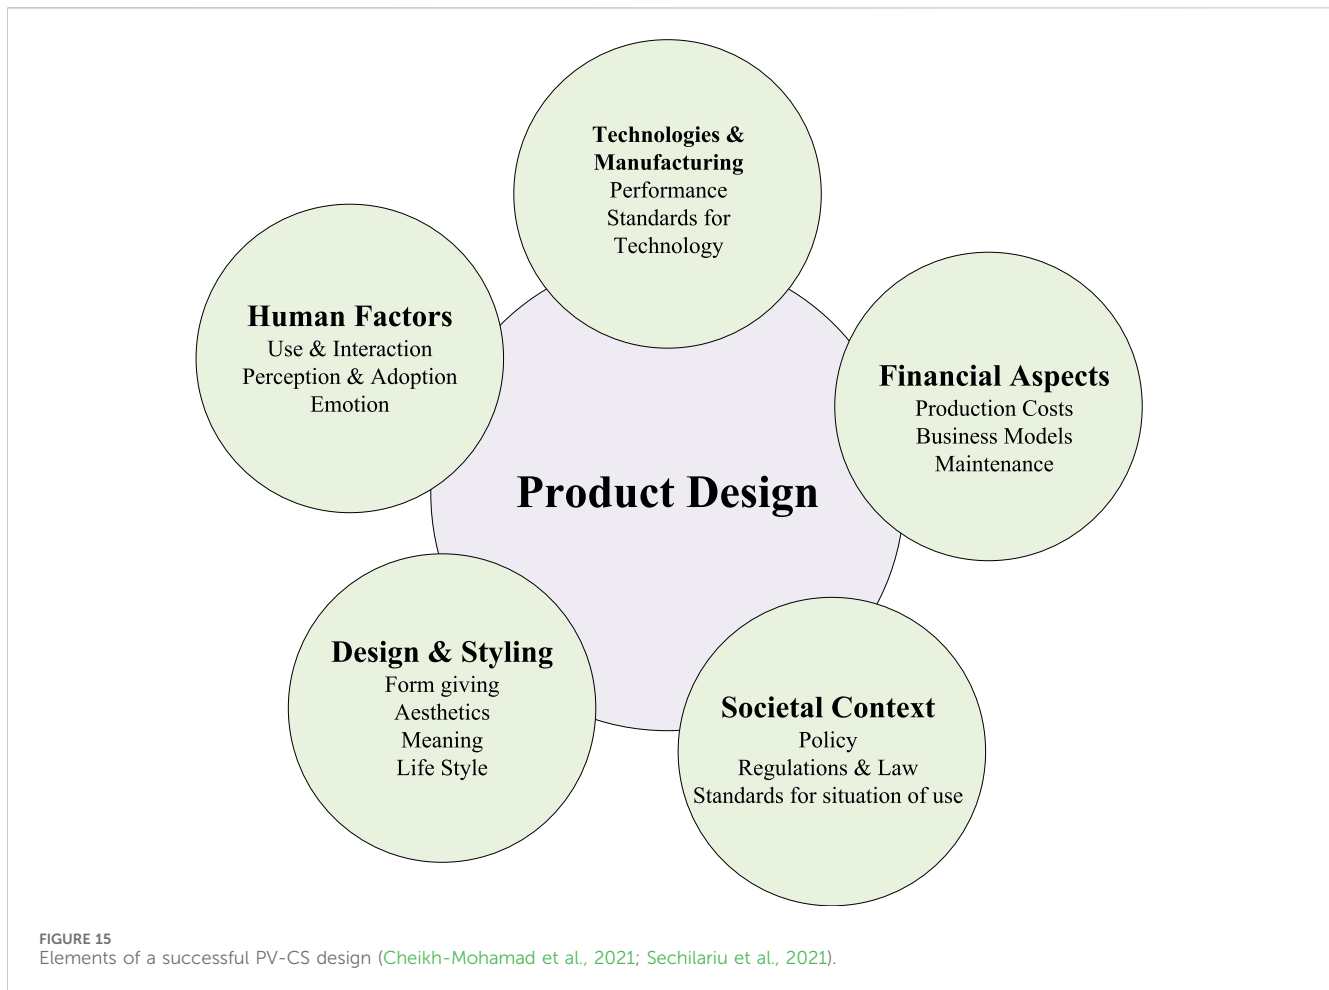 Technologies &
Manufacturing
Performance
Standards for
Technology
Human Factors
Use & Interaction
Perception & Adoption
Emotion
Financial Aspects
Production Costs
Business Models
Maintenance
Product Design
Design & Styling
Form giving
Aesthetics
Meaning
Life Style
Societal Context
Policy
Regulations & Law
Standards for situation of use
FIGURE 15
Elements of a successful PV-CS design (Cheikh-Mohamad et al., 2021; Sechilariu et al., 2021).